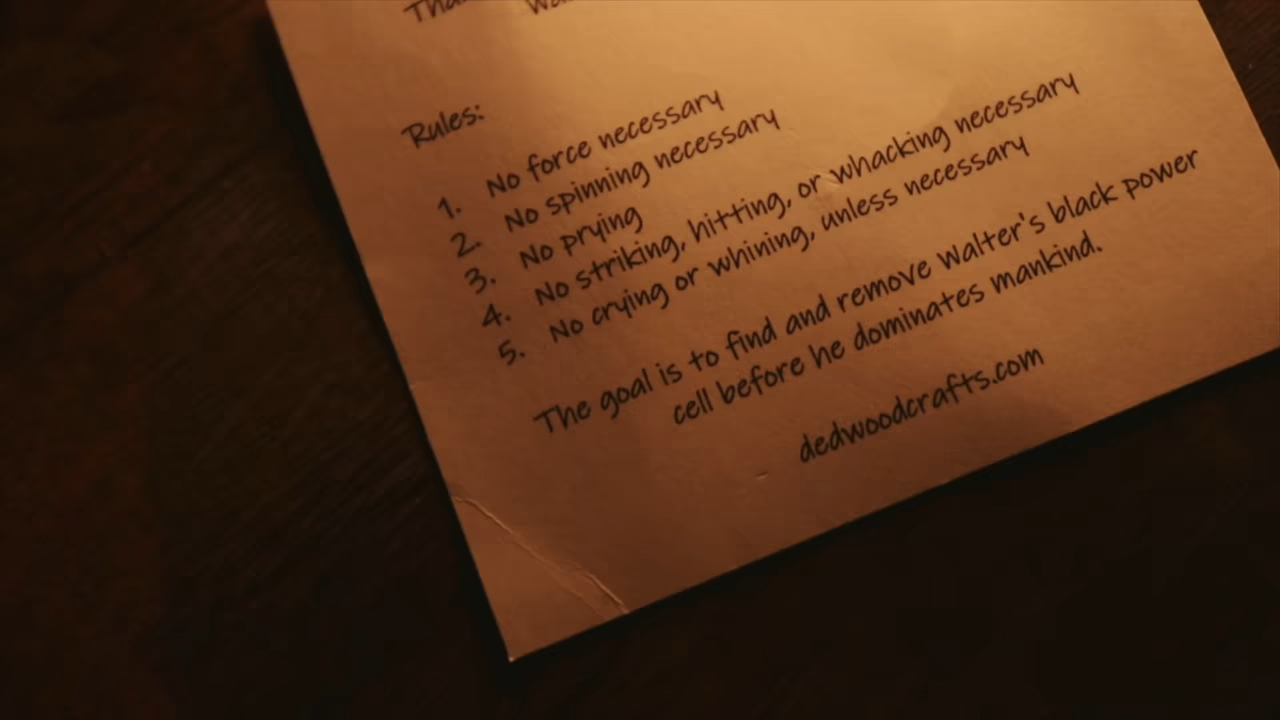 Rules:
1. No force necessary
2. No spinning necessary
3. No prying
4. No striking, hitting, or whacking necessary
5. No crying or whining, unless necessary
The goal is to find and remove Walter's black power
cell before he dominates mankind.
dedwoodcrafts.com